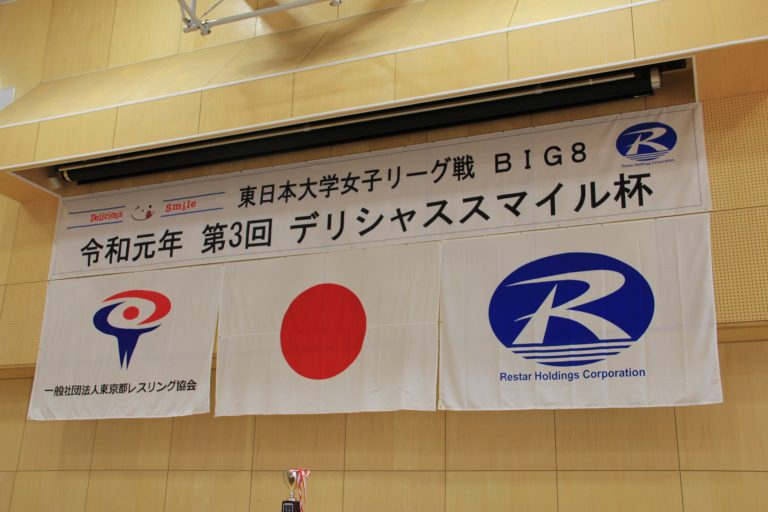 東日本大学女子リーグ戦 BIG8
Delicious Smile
令和元年 第3回 デリシャススマイル杯
R
Restar Holdings Corporation
一般社団法人東京都レスリング協会
R
Restar Holdings Corporation